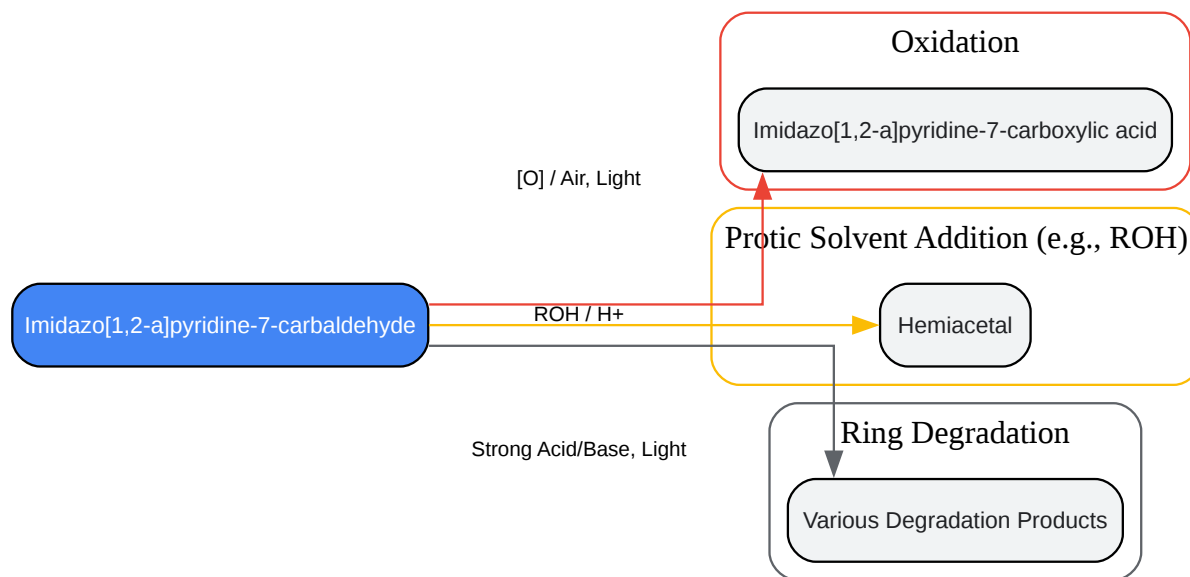 Oxidation
Imidazo[1,2-a]pyridine-7-carboxylic acid
[O] / Air, Light
Protic Solvent Addition (e.g., ROH)
Imidazo[1,2-a]pyridine-7-carbaldehyde
ROH / H+
Hemiacetal
Strong Acid/Base, Light
Ring Degradation
Various Degradation Products